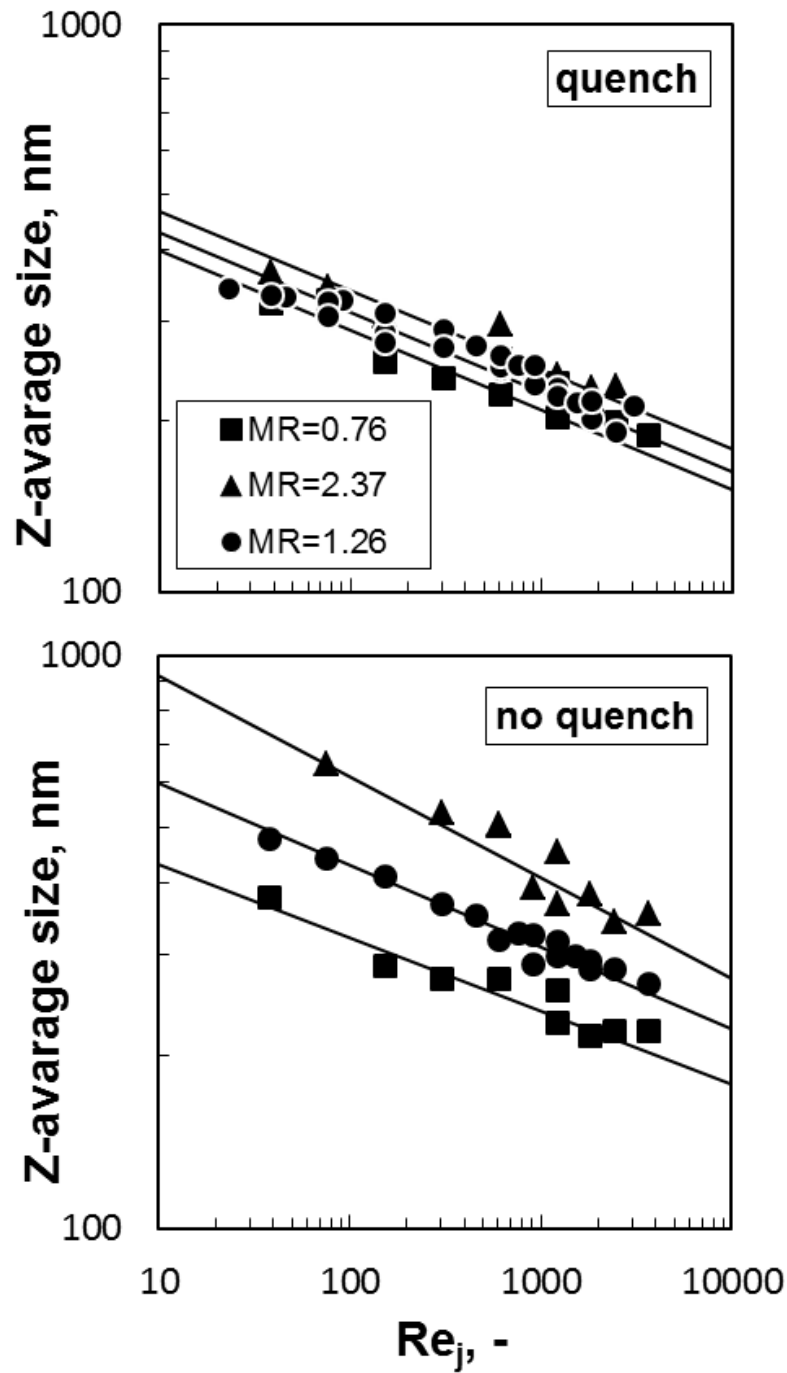 1000
quench
Z-avarage size, nm
MR=0.76
MR=2.37
MR=1.26
100
1000
no quench
Z-avarage size, nm
100
10 100 1000 10000
Rej, -